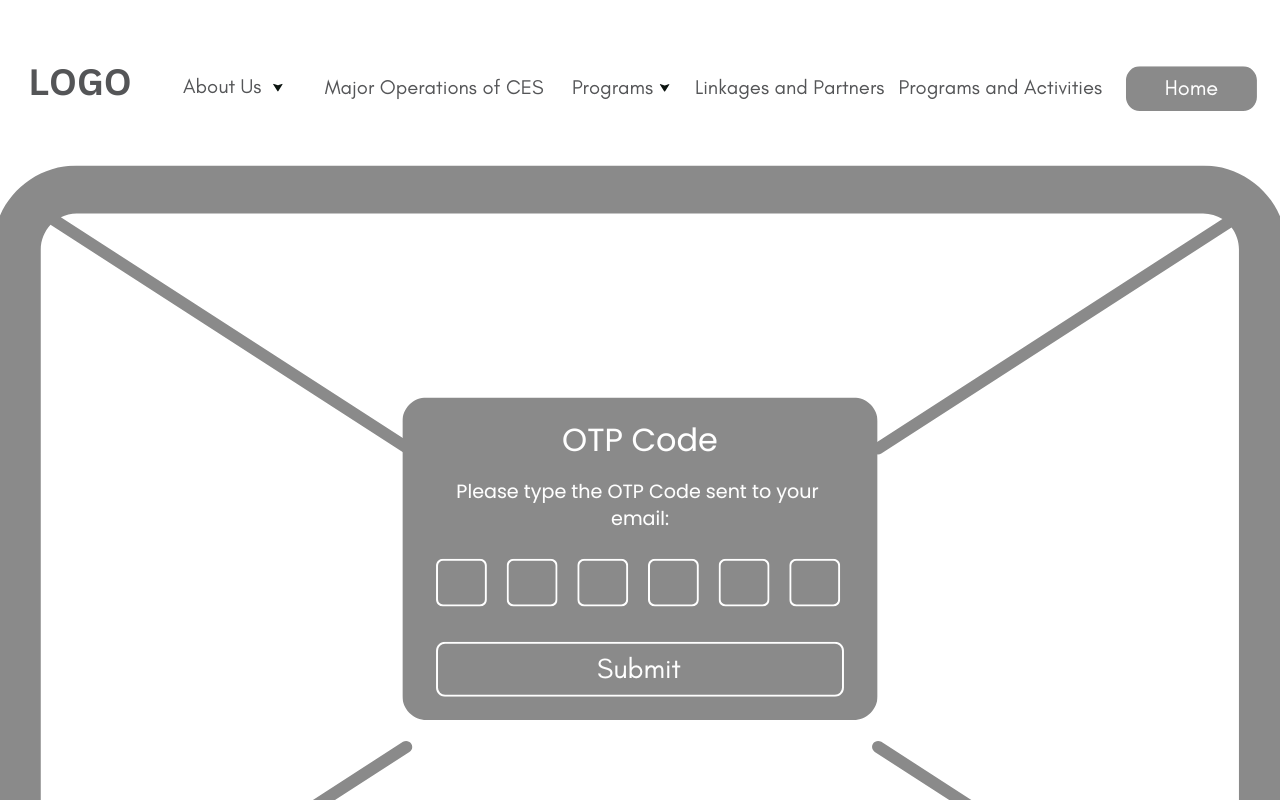 LOGO
About Us
Major Operations of CES
Programs
Linkages and Partners
Programs and Activities
Home
OTP Code
Please type the OTP Code sent to your
email:
Submit